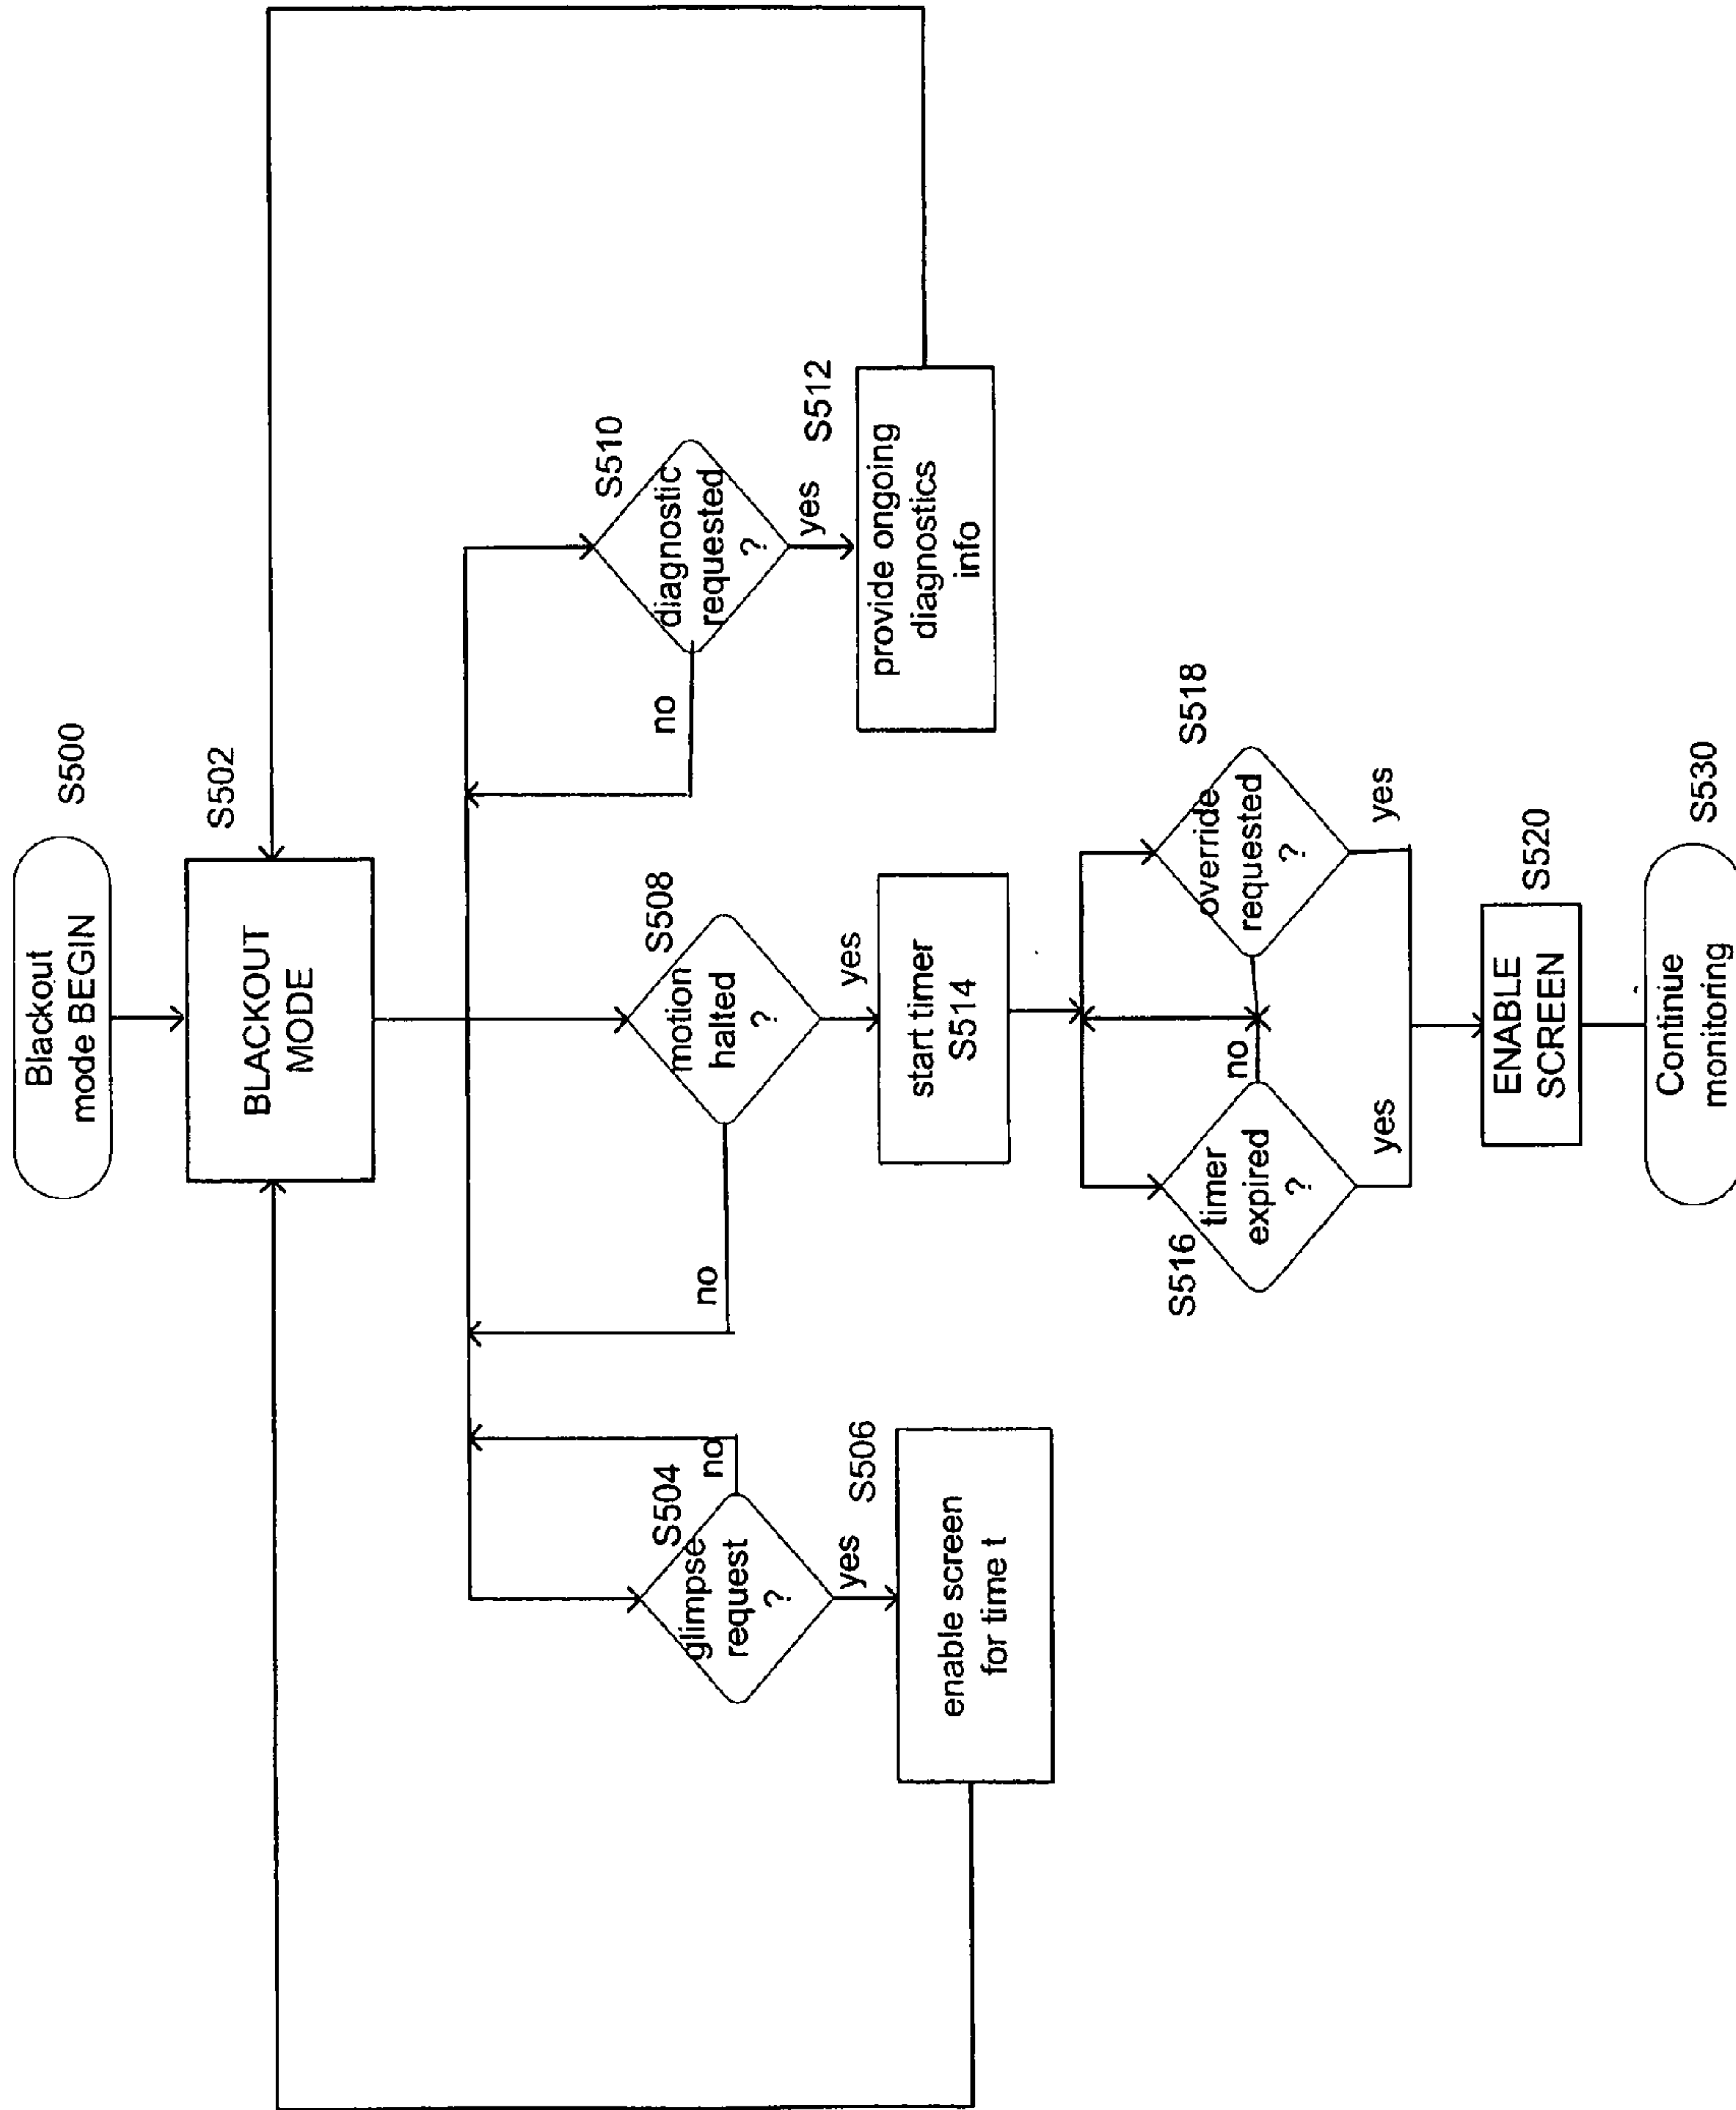 Blackout
mode BEGIN
S500
S502
BLACKOUT
MODE
S504
glimpse
request
?
no
yes
S506
enable screen
for time t
S508
motion
halted
?
no
yes
start timer
S514
S510
diagnostic
requested
?
no
yes
S512
provide ongoing
diagnostics
info
S516
timer
expired
?
no
yes
S518
override
requested
?
yes
S520
ENABLE
SCREEN
S530
Continue
monitoring